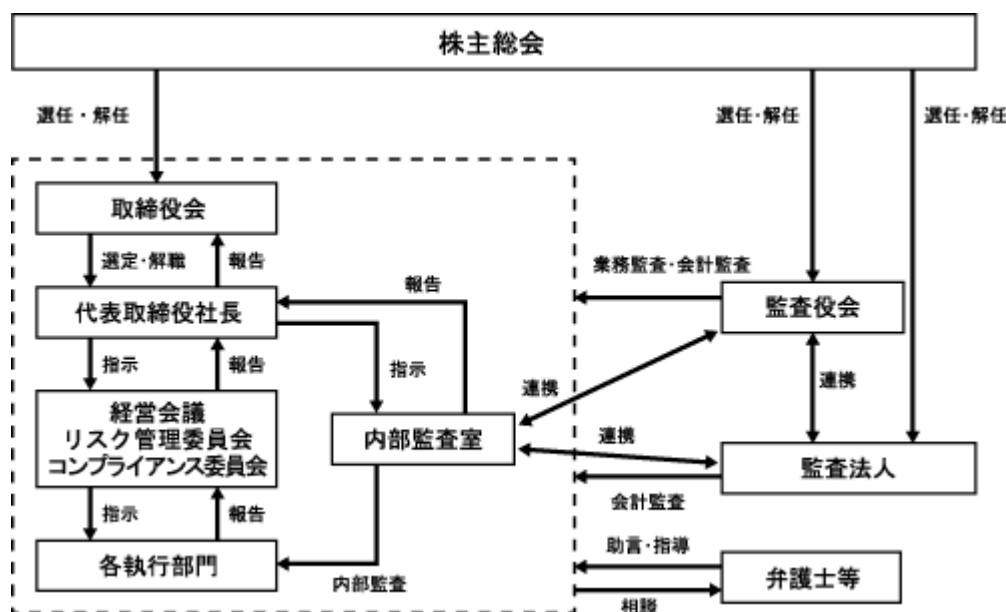 株主総会
選任・解任
選任・解任
選任・解任
取締役会
選定・解職
報告
業務監査・会計監査
報告
代表取締役社長
監査役会
指示
報告
指示
連携
連携
経営会議
リスク管理委員会
コンプライアンス委員会
内部監査室
連携
監査法人
指示
報告
会計監査
助言・指導
各執行部門
内部監査
弁護士等
相談